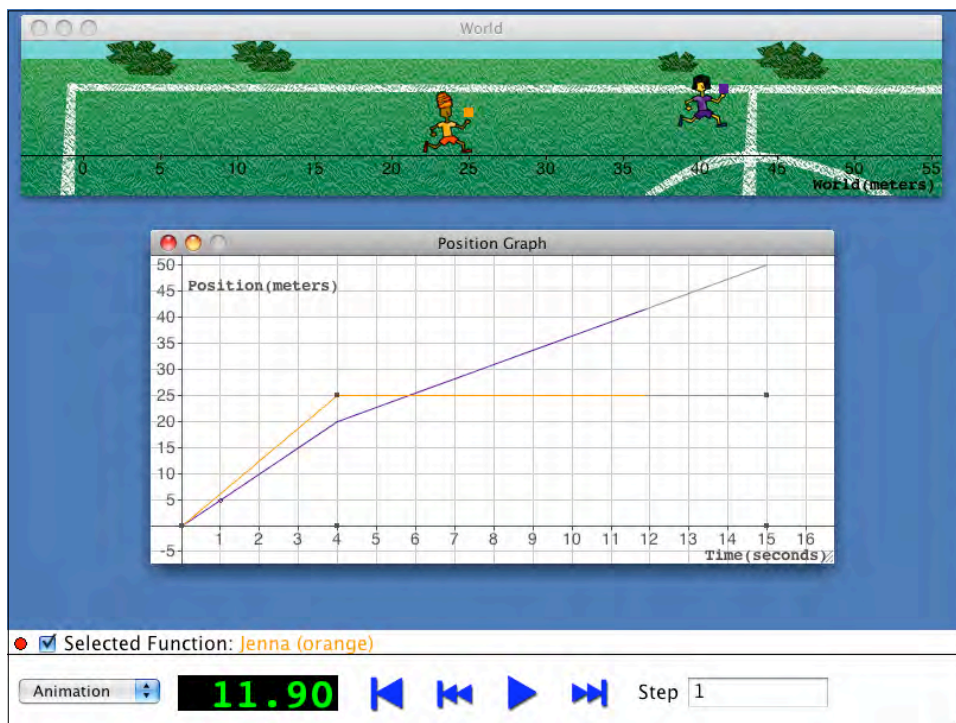 World
0 5 10 15 20 25 30 35 40 45 50 55
World(meters)
Position Graph
50
Position(meters)
45
40
35
30
25
20
15
10
5
-5
1 2 3 4 5 6 7 8 9 10 11 12 13 14 15 16
Time(seconds)
Selected Function: Jenna (orange)
Animation 11.90 Step 1